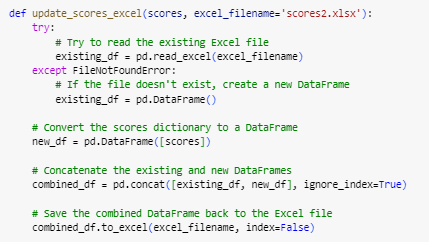 def update_scores_excel(scores, excel_filename='scores2.xlsx'):
    try:
        # Try to read the existing Excel file
        existing_df = pd.read_excel(excel_filename)
    except FileNotFoundError:
        # If the file doesn't exist, create a new DataFrame
        existing_df = pd.DataFrame()

    # Convert the scores dictionary to a DataFrame
    new_df = pd.DataFrame([scores])

    # Concatenate the existing and new DataFrames
    combined_df = pd.concat([existing_df, new_df], ignore_index=True)

    # Save the combined DataFrame back to the Excel file
    combined_df.to_excel(excel_filename, index=False)